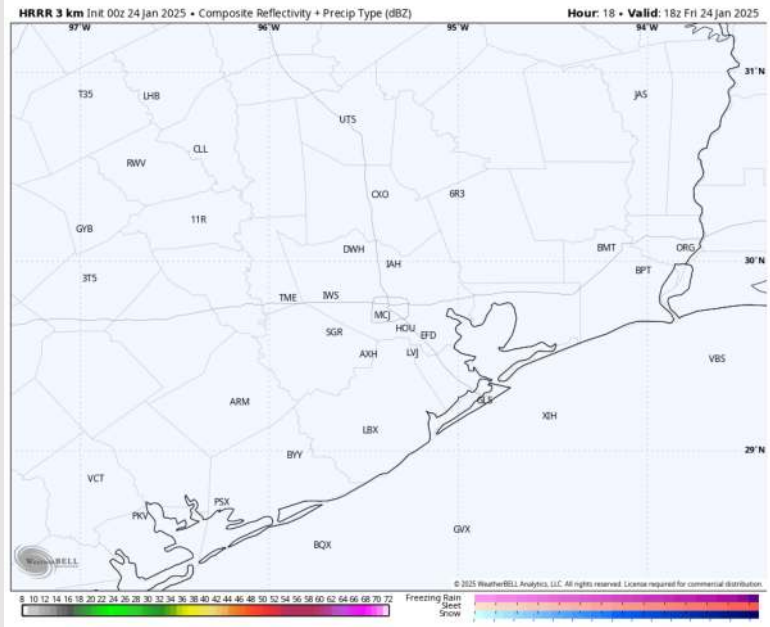 HRRR 3 km Init 00z 24 Jan 2025 • Composite Reflectivity + Precip Type (dBZ)
Hour: 18 • Valid: 18z Fri 24 Jan 2025
97°W 96°W 95°W 94°W
31°N
T35 LHB JAS
UTS
CLL
RWV
CXO 6R3
11R
GYB
DWH BMT ORG
IAH 30°N
BPT
3T5
TME IWS
MCJ
SGR HOU EFD
AXH LVJ VBS
ARM GLS
XIH
LBX
BYY 29°N
VCT
PSX
PKV
GVX
BQX
WeatherBELL
© 2025 WeatherBELL Analytics, LLC. All rights reserved. License required for commercial distribution.
8 10 12 14 16 18 20 22 24 26 28 30 32 34 36 38 40 42 44 46 48 50 52 54 56 58 60 62 64 66 68 70 72
Freezing Rain
Sleet
Snow